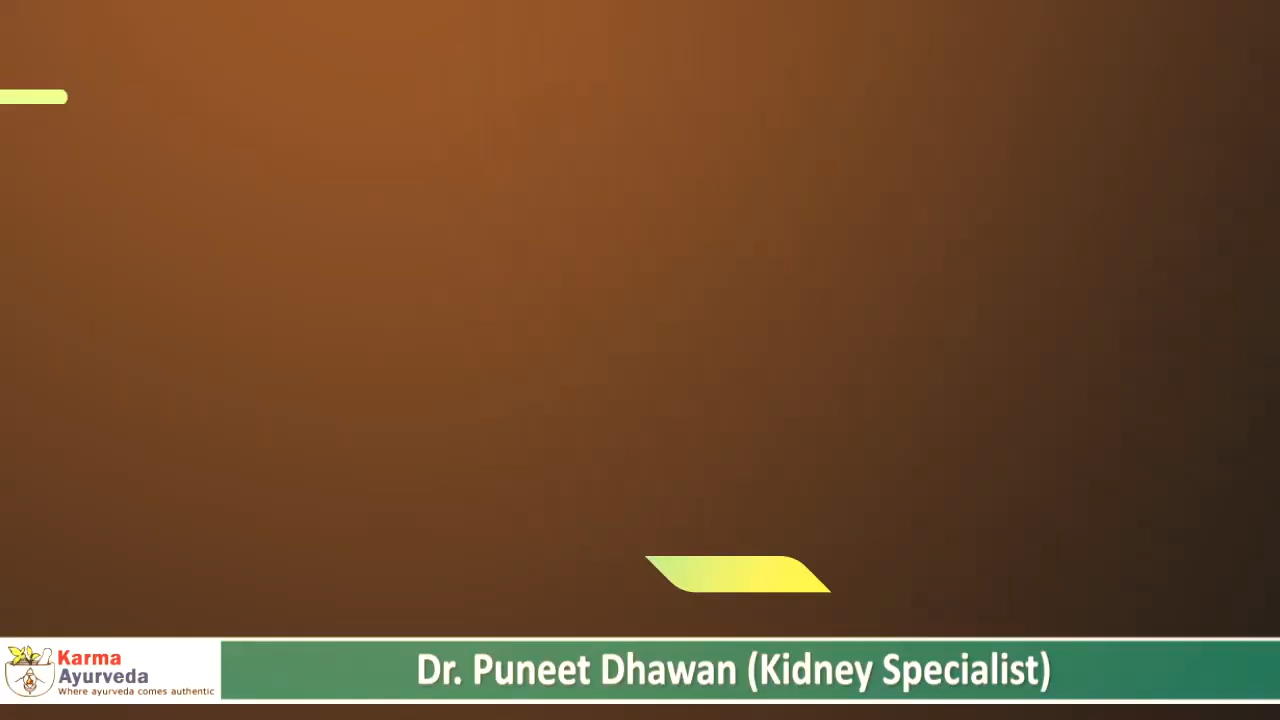 Karma
Ayurveda
Where ayurveda comes authentic
Dr. Puneet Dhawan (Kidney Specialist)